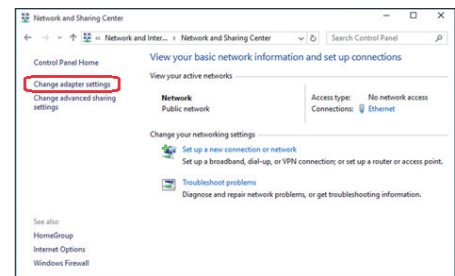 Network and Sharing Center
« Network and Inter... > Network and Sharing Center
Search Control Panel
Control Panel Home
Change adapter settings
Change advanced sharing
settings
View your basic network information and set up connections
View your active networks
Network
Public network
Access type: No network access
Connections: Ethernet
Change your networking settings
Set up a new connection or network
Set up a broadband, dial-up, or VPN connection; or set up a router or access point.
Troubleshoot problems
Diagnose and repair network problems, or get troubleshooting information.
See also
HomeGroup
Internet Options
Windows Firewall